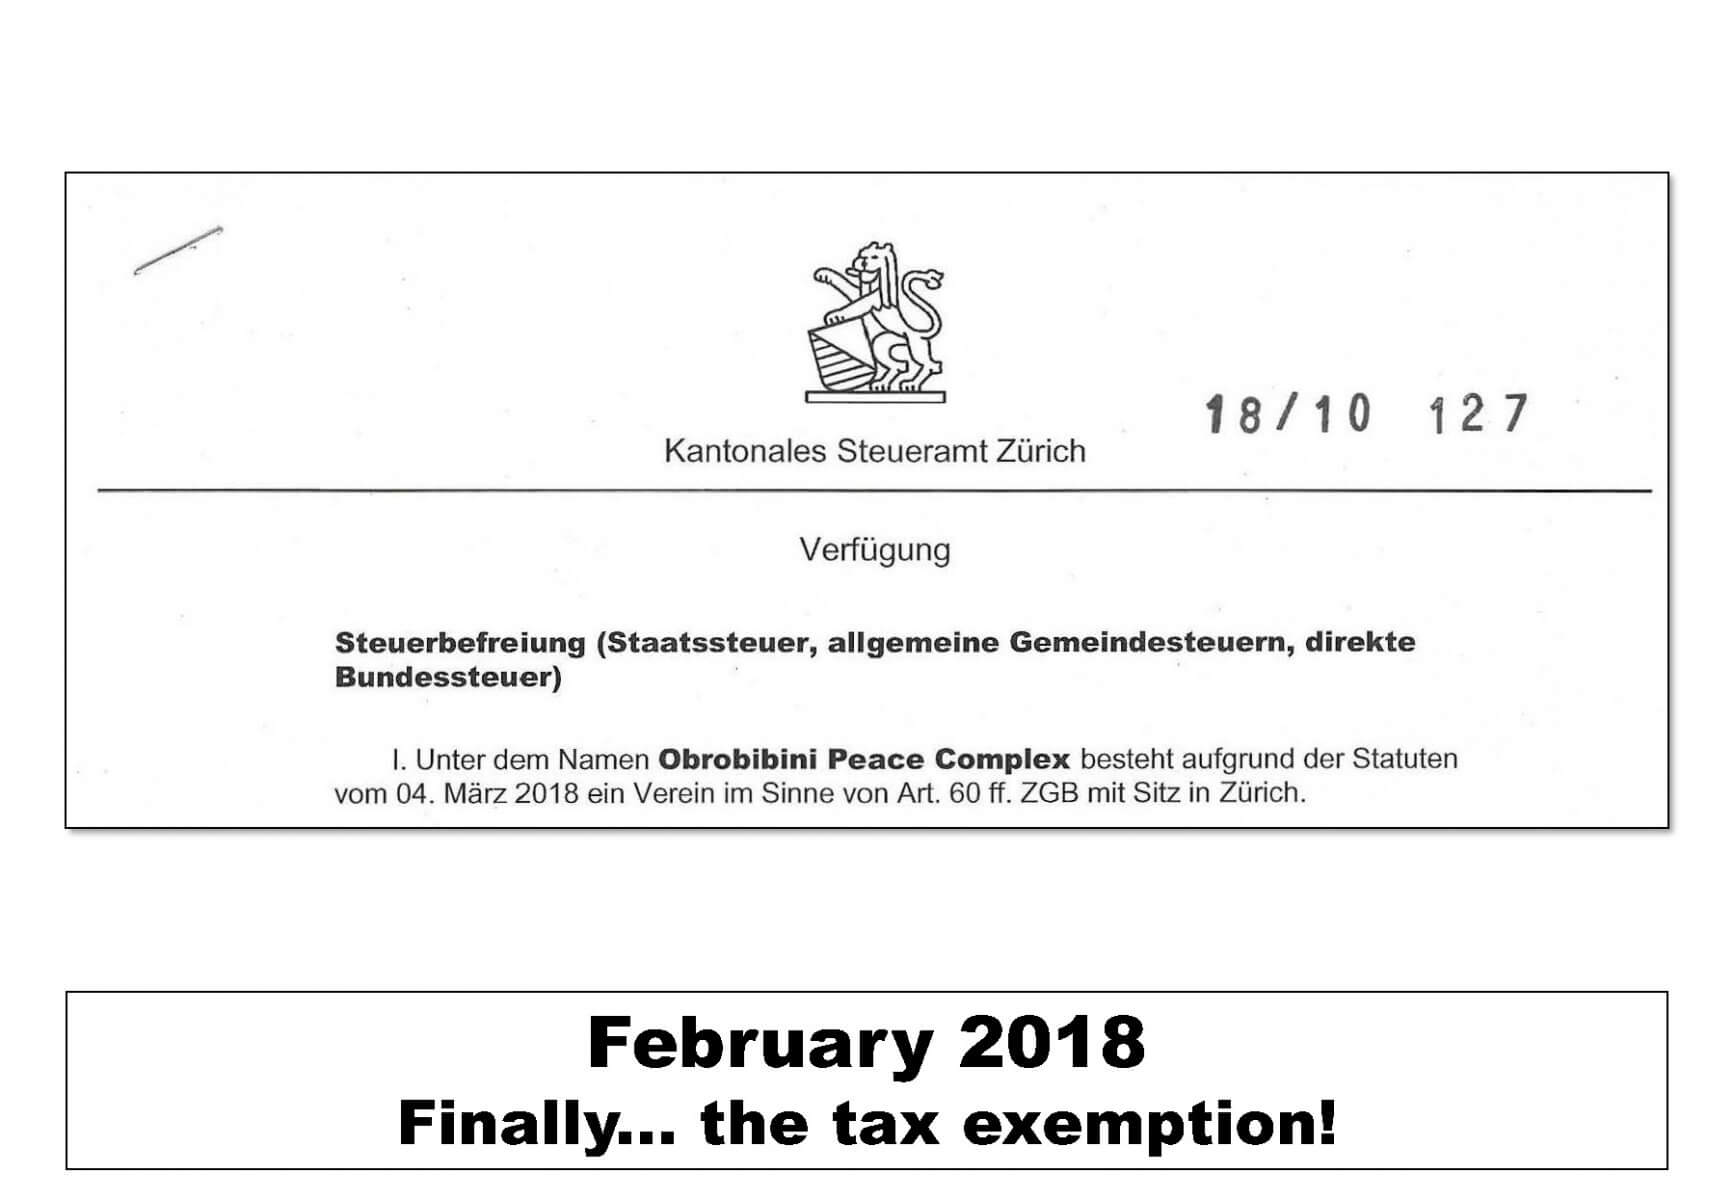 18/10 127
Kantonales Steueramt Zürich
Verfügung
Steuerbefreiung (Staatssteuer, allgemeine Gemeindesteuern, direkte
Bundessteuer)
I. Unter dem Namen Obrobibini Peace Complex besteht aufgrund der Statuten
vom 04. März 2018 ein Verein im Sinne von Art. 60 ff. ZGB mit Sitz in Zürich.
February 2018
Finally... the tax exemption!